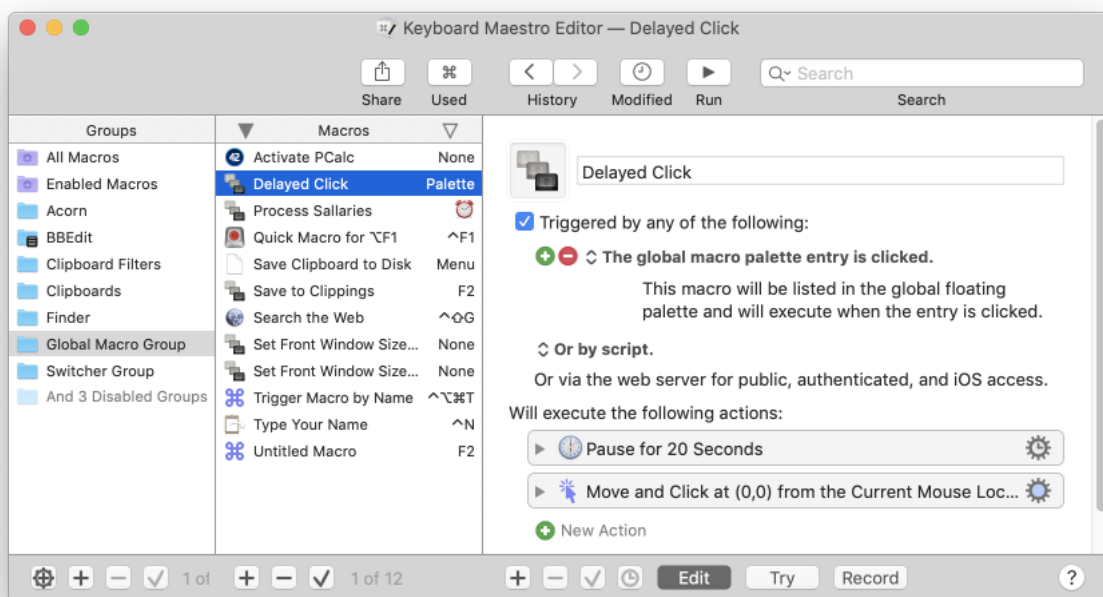 Keyboard Maestro Editor — Delayed Click
Share
Used
History
Modified
Run
Search
Search
Groups
All Macros
Enabled Macros
Acorn
BBEdit
Clipboard Filters
Clipboards
Finder
Global Macro Group
Switcher Group
And 3 Disabled Groups
Macros
42 Activate PCalc None
Delayed Click Palette
Process Sallaries
Quick Macro for ⌥F1 ^F1
Save Clipboard to Disk Menu
Save to Clippings F2
Search the Web ^⇧G
Set Front Window Size... None
Set Front Window Size... None
Trigger Macro by Name ^⌥⌘T
Type Your Name ^N
Untitled Macro F2
Delayed Click
Triggered by any of the following:
The global macro palette entry is clicked.
This macro will be listed in the global floating
palette and will execute when the entry is clicked.
Or by script.
Or via the web server for public, authenticated, and iOS access.
Will execute the following actions:
Pause for 20 Seconds
Move and Click at (0,0) from the Current Mouse Loc...
New Action
1 of
1 of 12
Edit
Try
Record
?